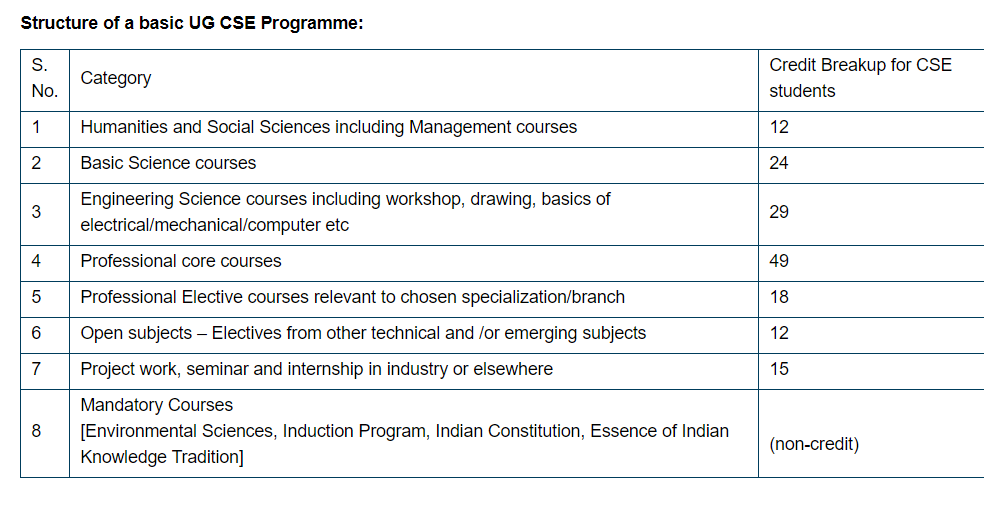 Structure of a basic UG CSE Programme:
S. No. Category Credit Breakup for CSE students
1 Humanities and Social Sciences including Management courses 12
2 Basic Science courses 24
3 Engineering Science courses including workshop, drawing, basics of
electrical/mechanical/computer etc 29
4 Professional core courses 49
5 Professional Elective courses relevant to chosen specialization/branch 18
6 Open subjects – Electives from other technical and /or emerging subjects 12
7 Project work, seminar and internship in industry or elsewhere 15
8 Mandatory Courses
[Environmental Sciences, Induction Program, Indian Constitution, Essence of Indian
Knowledge Tradition] (non-credit)